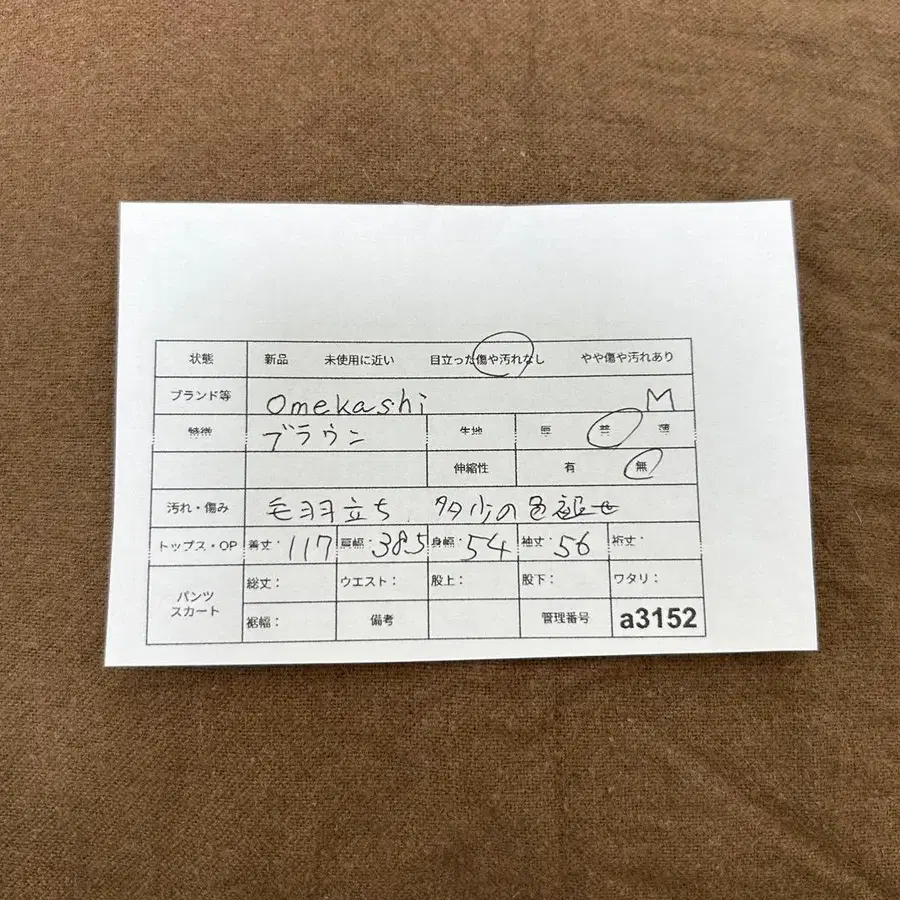 状態 新品 未使用に近い 目立った傷や汚れなし やや傷や汚れあり
ブランド等 Omekashi M
特徴 ブラウン 生地 厚 普 薄
伸縮性 有 無
汚れ・傷み 毛羽立ち、多少の色褪せ
トップス・OP 着丈：117 肩幅：38.5 身幅：54 袖丈：56 裄丈：
パンツ スカート 総丈： ウエスト： 股上： 股下： ワタリ：
裾幅： 備考 管理番号 a3152